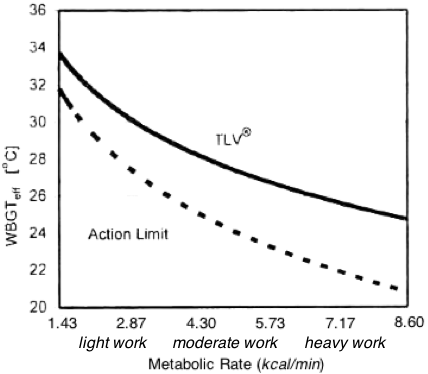 36
34
32
30
28
26
24
22
20
WBGTeff [°C]
TLV®
Action Limit
1.43 2.87 4.30 5.73 7.17 8.60
light work moderate work heavy work
Metabolic Rate (kcal/min)